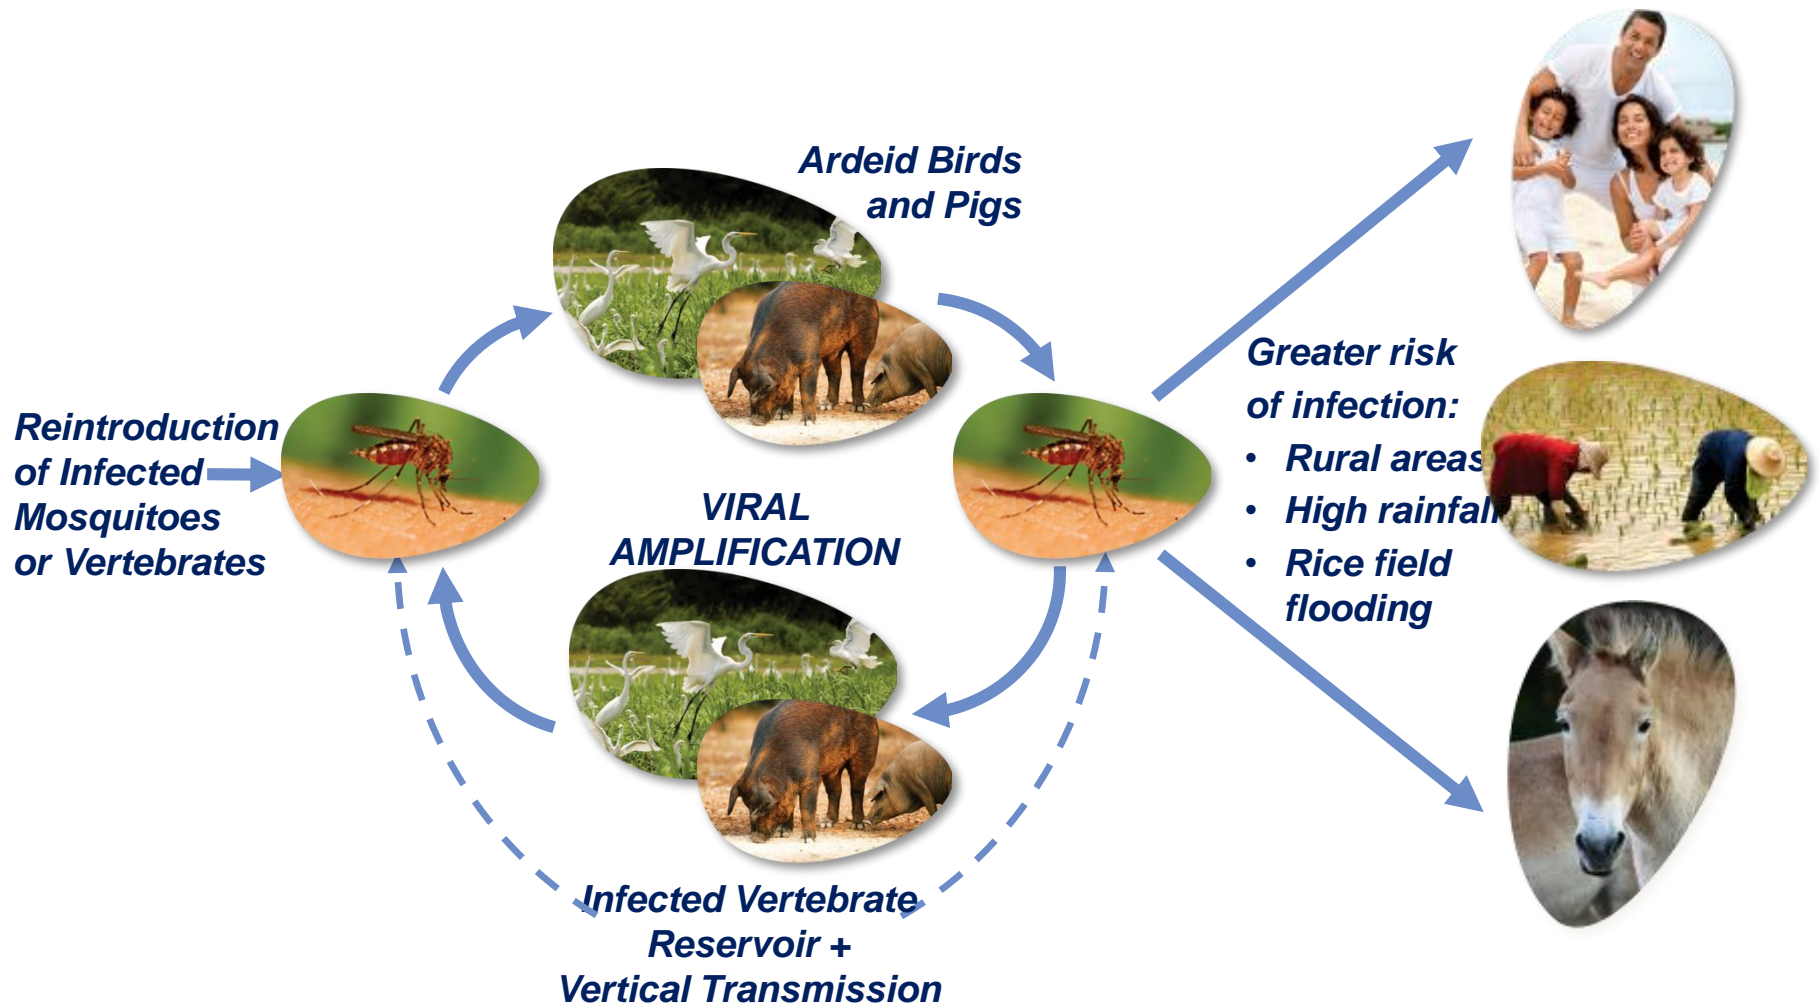 Ardeid Birds
and Pigs
Reintroduction
of Infected
Mosquitoes
or Vertebrates
VIRAL
AMPLIFICATION
Greater risk
of infection:
• Rural areas
• High rainfall
• Rice field
flooding
Infected Vertebrate
Reservoir +
Vertical Transmission